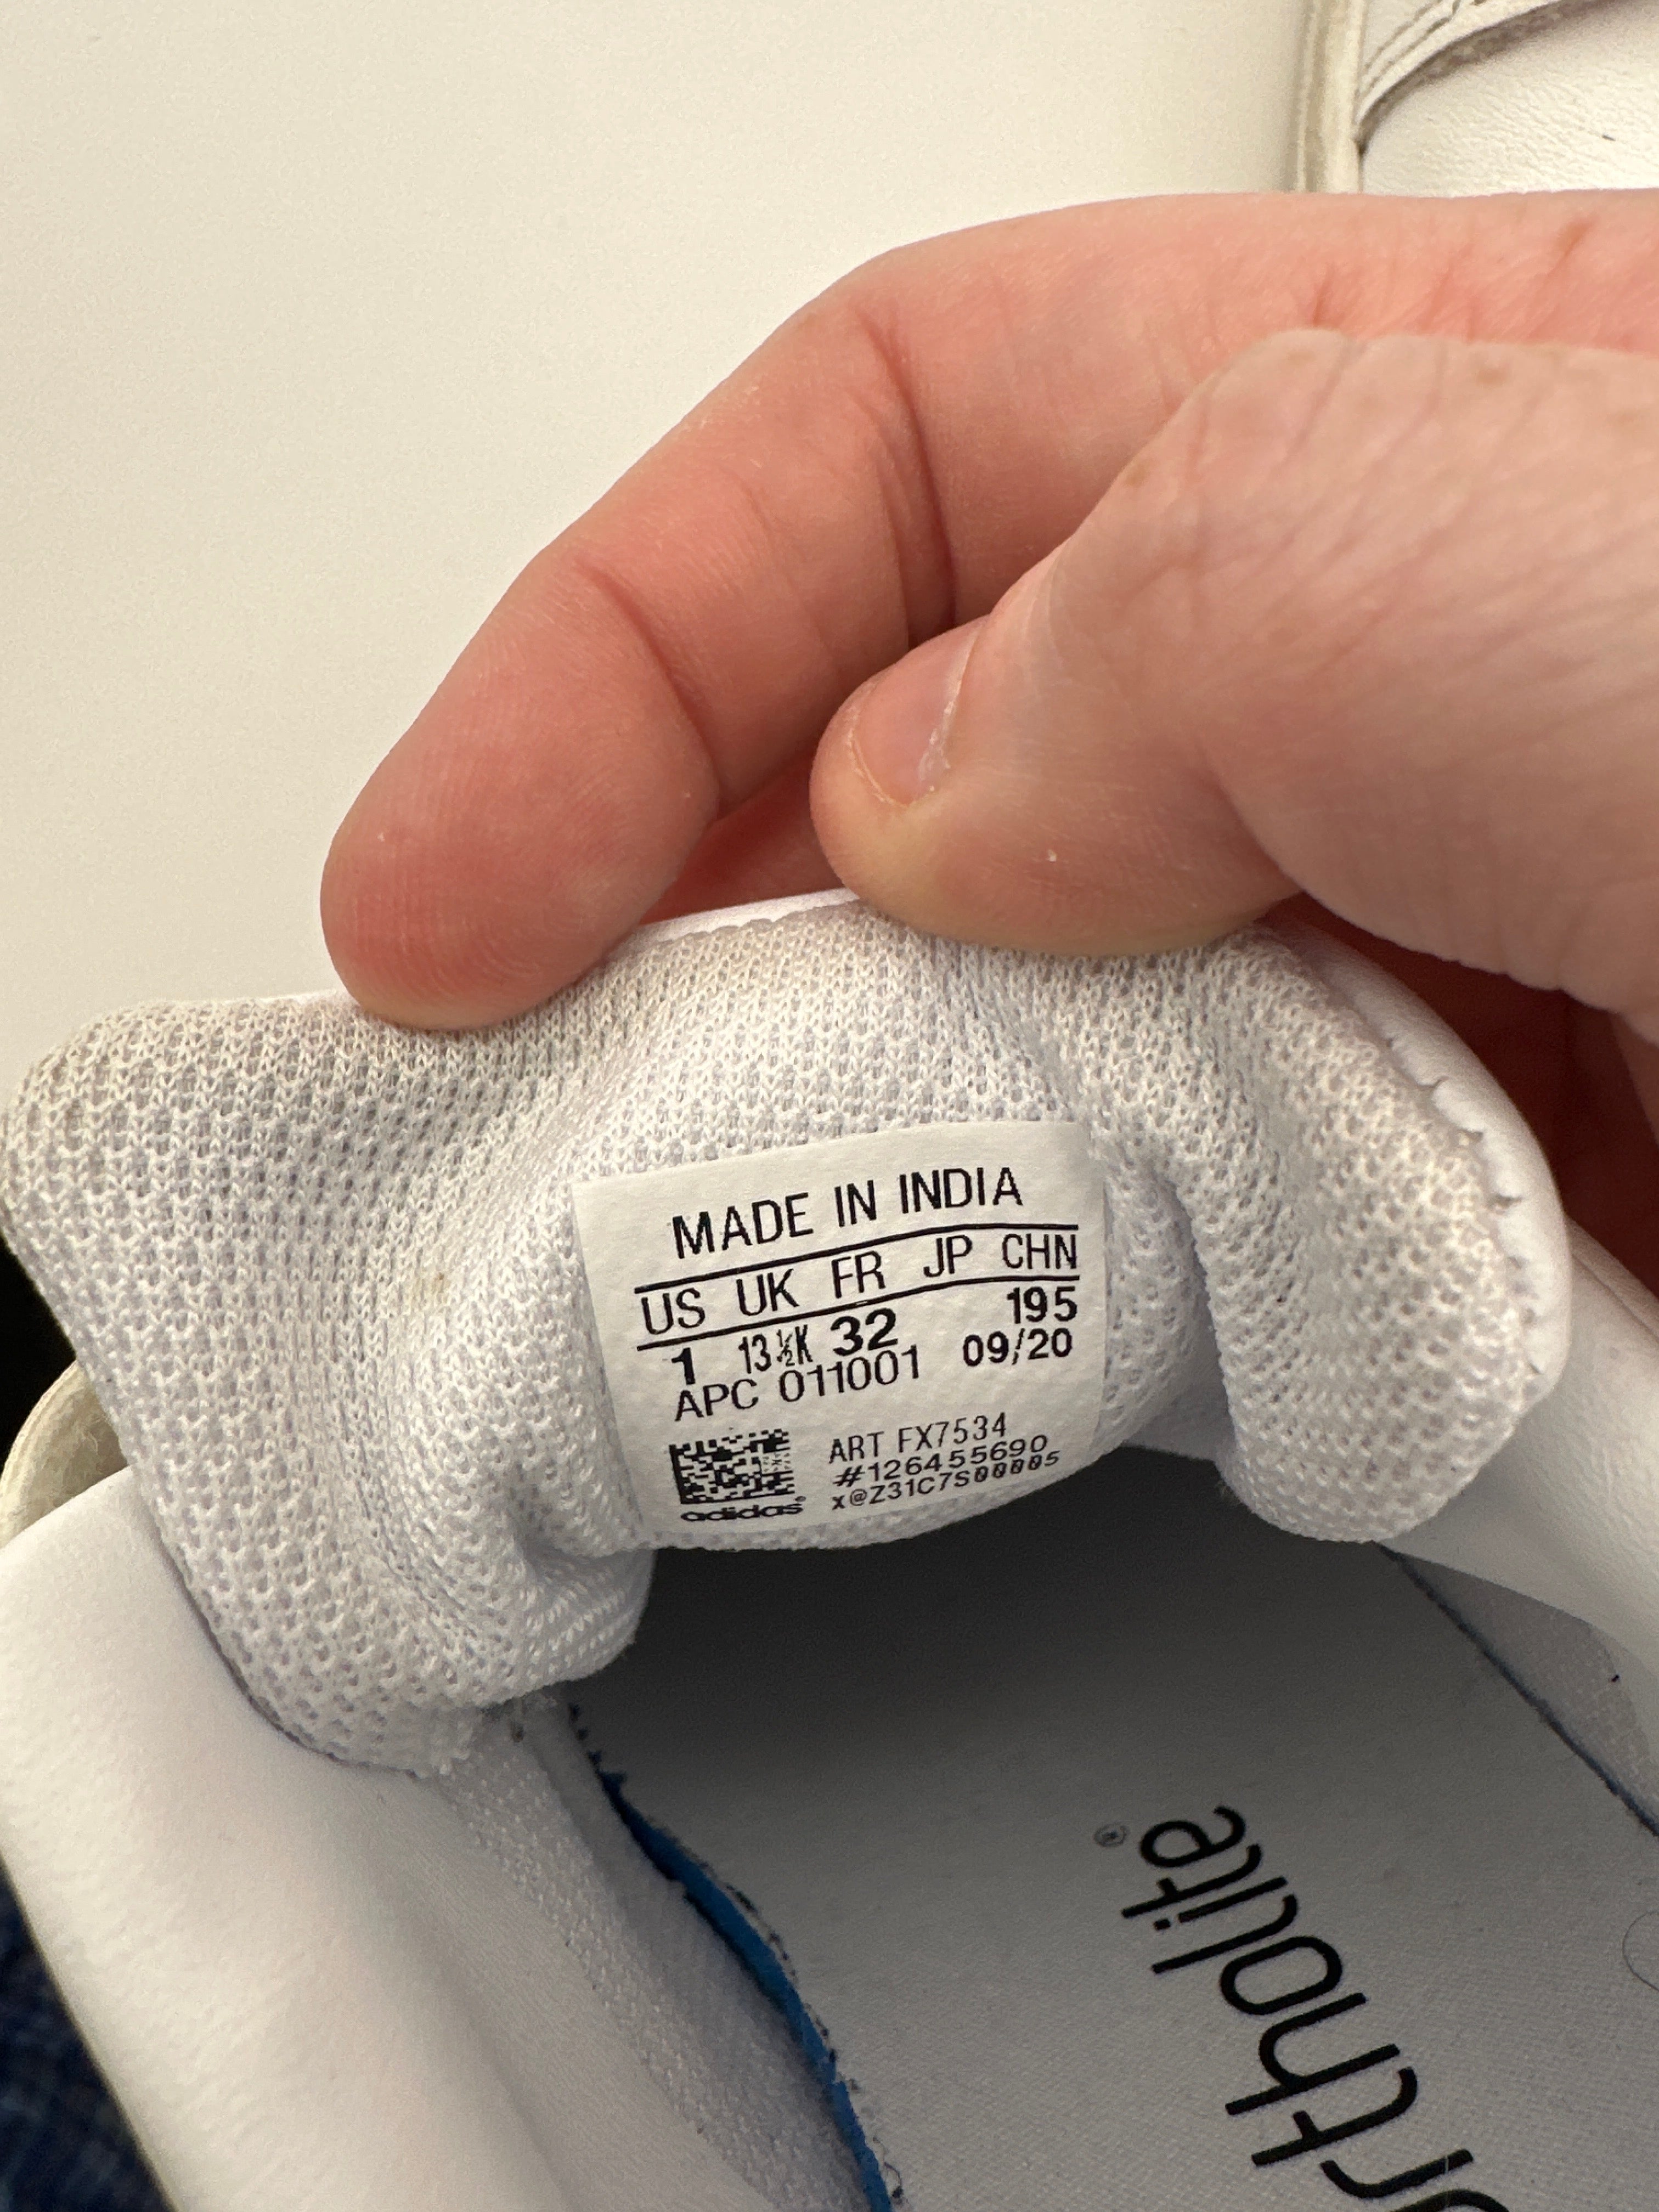 MADE IN INDIA
US UK FR JP CHN
1 13½K 32 195
APC 011001 09/20
ART FX7534
#126455690
x@Z31C7S00005
adidas®
ortholite®